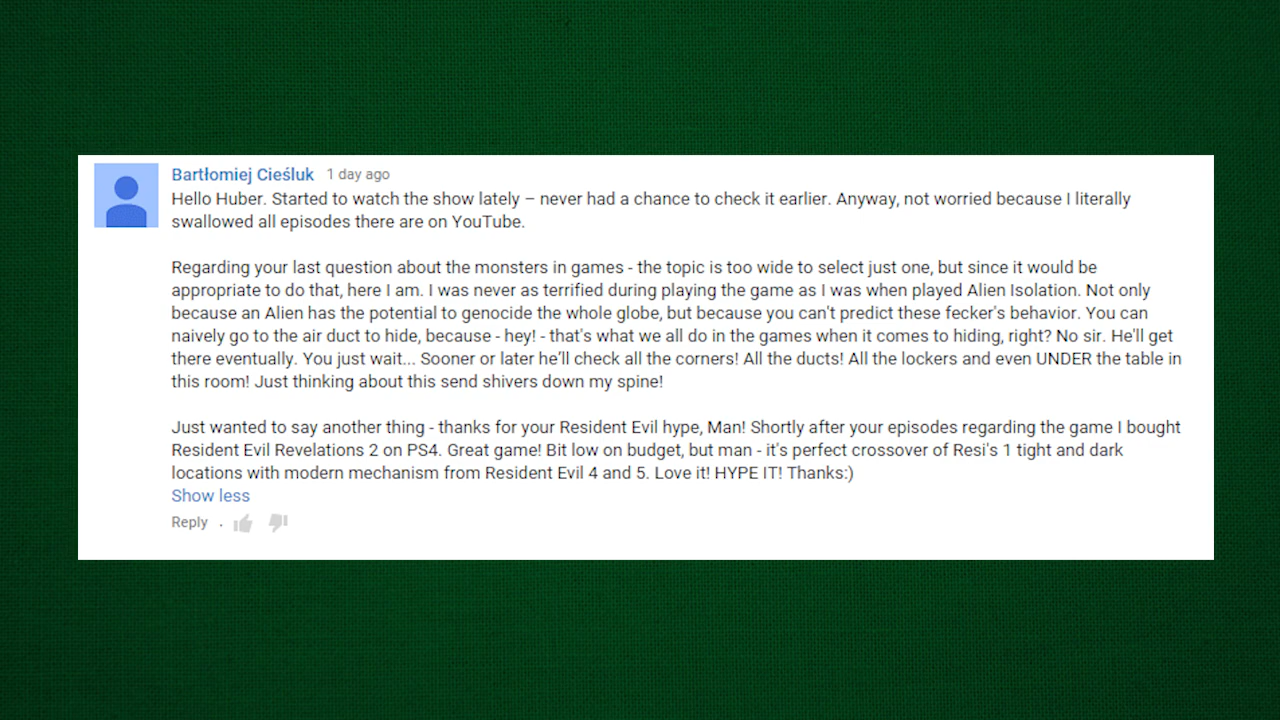 Bartłomiej Cieśluk 1 day ago
Hello Huber. Started to watch the show lately – never had a chance to check it earlier. Anyway, not worried because I literally
swallowed all episodes there are on YouTube.
Regarding your last question about the monsters in games - the topic is too wide to select just one, but since it would be
appropriate to do that, here I am. I was never as terrified during playing the game as I was when played Alien Isolation. Not only
because an Alien has the potential to genocide the whole globe, but because you can't predict these fecker's behavior. You can
naively go to the air duct to hide, because - hey! - that's what we all do in the games when it comes to hiding, right? No sir. He'll get
there eventually. You just wait... Sooner or later he'll check all the corners! All the ducts! All the lockers and even UNDER the table in
this room! Just thinking about this send shivers down my spine!
Just wanted to say another thing - thanks for your Resident Evil hype, Man! Shortly after your episodes regarding the game I bought
Resident Evil Revelations 2 on PS4. Great game! Bit low on budget, but man - it's perfect crossover of Resi's 1 tight and dark
locations with modern mechanism from Resident Evil 4 and 5. Love it! HYPE IT! Thanks:)
Show less
Reply ·